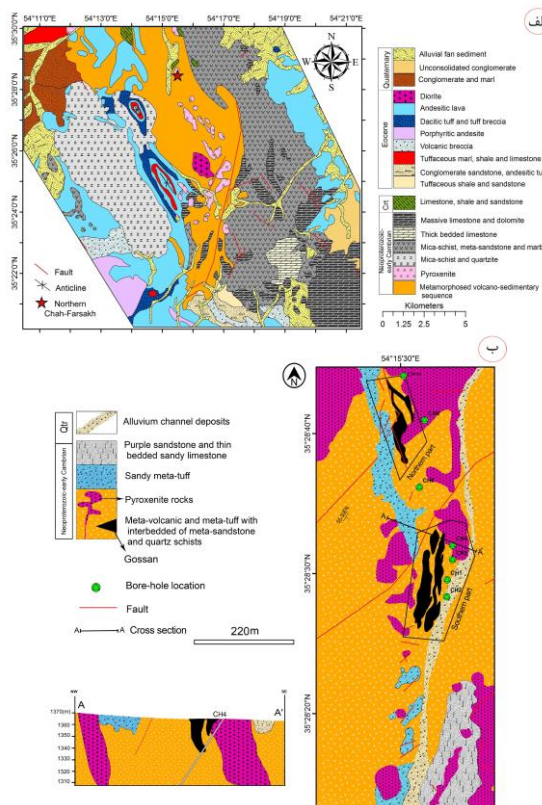 الف
54°11'0"E 54°13'0"E 54°15'0"E 54°17'0"E 54°19'0"E 54°21'0"E
35°30'0"N
35°28'0"N
35°26'0"N
35°24'0"N
35°22'0"N
N
W E
S
Fault
Anticline
Northern
Chah-Farsakh
Quaternary
Alluvial fan sediment
Unconsolidated conglomerate
Conglomerate and marl
Eocene
Diorite
Andesitic lava
Dacitic tuff and tuff breccia
Porphyritic andesite
Volcanic breccia
Tuffaceous marl, shale and limestone
Conglomerate sandstone, andesitic tu
Tuffaceous shale and sandstone
Crt
Limestone, shale and sandstone
Neoproterozoic-
early Cambrian
Massive limestone and dolomite
Thick bedded limestone
Mica-schist, meta-sandstone and marb
Mica-schist and quartzite
Pyroxenite
Metamorphosed volcano-sedimentary
sequence
Kilometers
0 1.25 2.5 5
ب
N
54°15'30"E
35°28'40"N
35°28'30"N
35°28'20"N
Northern part
Southern part
A
A'
Qtr
Alluvium channel deposits
Neoproterozoic-early Cambrian
Purple sandstone and thin
bedded sandy limestone
Sandy meta-tuff
Pyroxenite rocks
Meta-volcanic and meta-tuff with
interbedded of meta-sandstone
and quartz schists
Gossan
Bore-hole location
Fault
A A' Cross section
220m
NW
A
CH4
A'
1370(m)
1360
1350
1340
1330
1320
1310